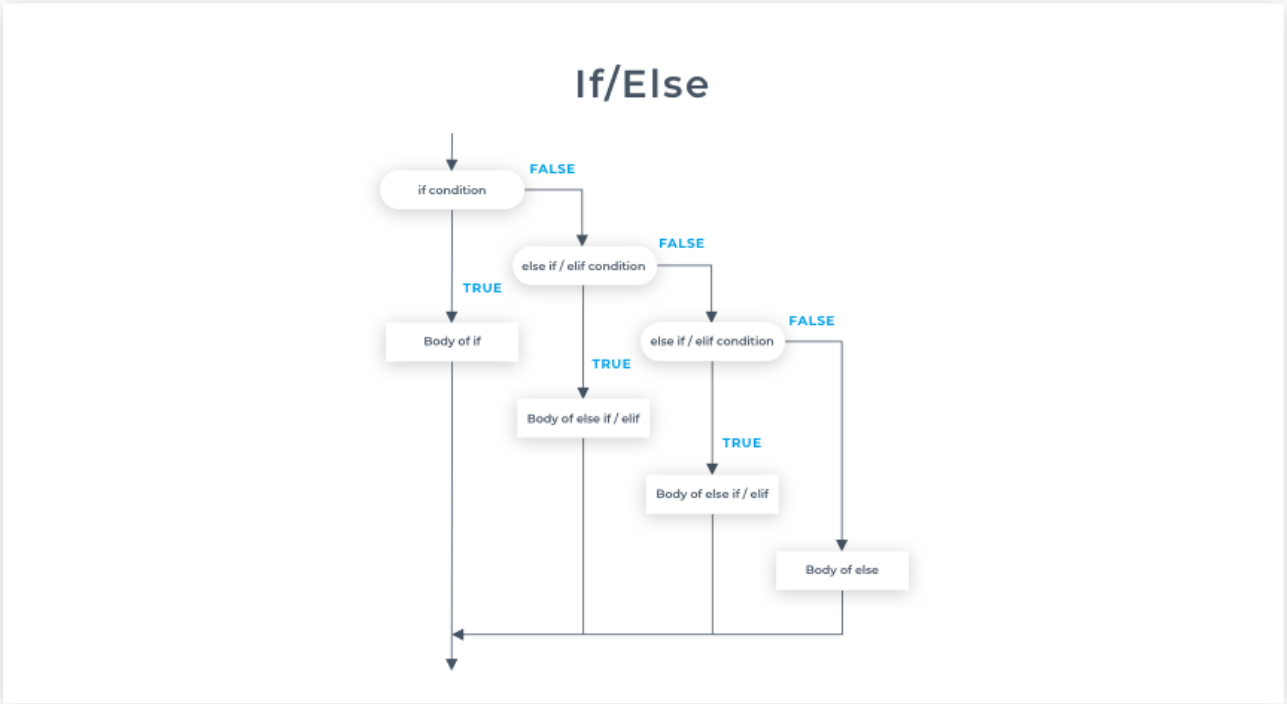 If/Else
FALSE
if condition
FALSE
else if / elif condition
TRUE
FALSE
Body of if
else if / elif condition
TRUE
Body of else if / elif
TRUE
Body of else if / elif
Body of else